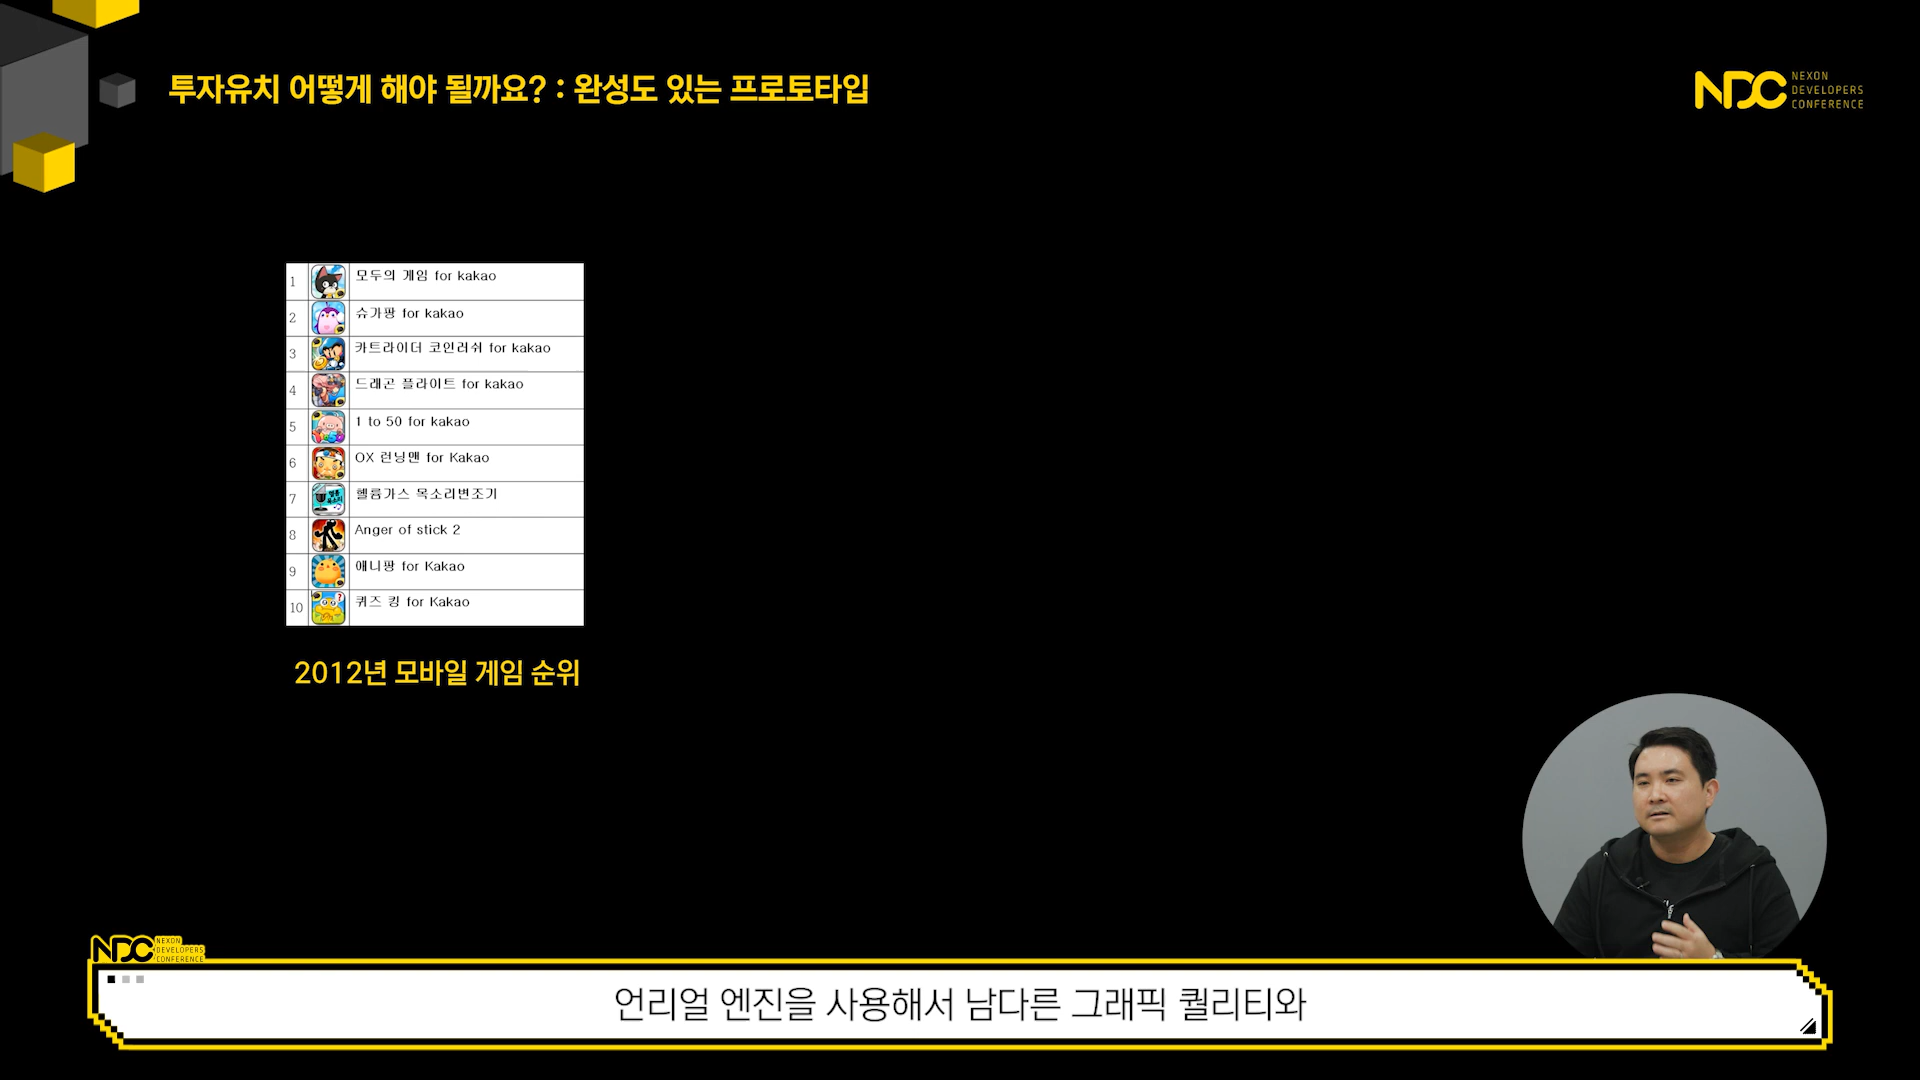 투자유치 어떻게 해야 될까요? : 완성도 있는 프로토타입
NDC NEXON DEVELOPERS CONFERENCE
1 모두의 게임 for kakao
2 슈가팡 for kakao
3 카트라이더 코인러쉬 for kakao
4 드래곤 플라이트 for kakao
5 1 to 50 for kakao
6 OX 런닝맨 for Kakao
7 헬륨가스 목소리변조기
8 Anger of stick 2
9 애니팡 for Kakao
10 퀴즈 킹 for Kakao
2012년 모바일 게임 순위
NDC NEXON DEVELOPERS CONFERENCE
언리얼 엔진을 사용해서 남다른 그래픽 퀄리티와